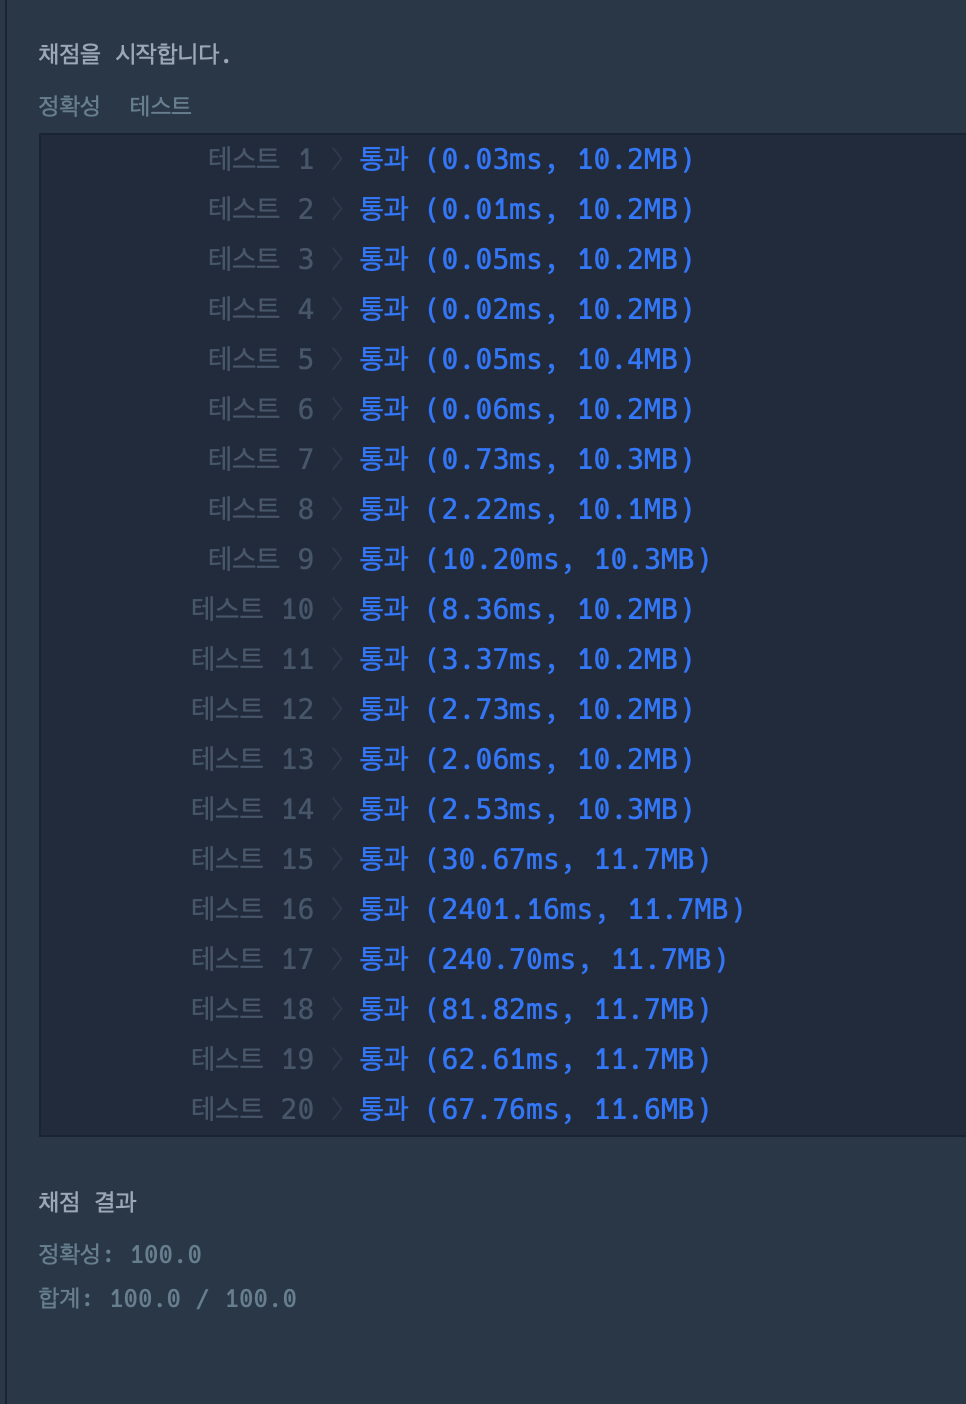 채점을 시작합니다.
정확성 테스트
테스트 1 〉 통과 (0.03ms, 10.2MB)
테스트 2 〉 통과 (0.01ms, 10.2MB)
테스트 3 〉 통과 (0.05ms, 10.2MB)
테스트 4 〉 통과 (0.02ms, 10.2MB)
테스트 5 〉 통과 (0.05ms, 10.4MB)
테스트 6 〉 통과 (0.06ms, 10.2MB)
테스트 7 〉 통과 (0.73ms, 10.3MB)
테스트 8 〉 통과 (2.22ms, 10.1MB)
테스트 9 〉 통과 (10.20ms, 10.3MB)
테스트 10 〉 통과 (8.36ms, 10.2MB)
테스트 11 〉 통과 (3.37ms, 10.2MB)
테스트 12 〉 통과 (2.73ms, 10.2MB)
테스트 13 〉 통과 (2.06ms, 10.2MB)
테스트 14 〉 통과 (2.53ms, 10.3MB)
테스트 15 〉 통과 (30.67ms, 11.7MB)
테스트 16 〉 통과 (2401.16ms, 11.7MB)
테스트 17 〉 통과 (240.70ms, 11.7MB)
테스트 18 〉 통과 (81.82ms, 11.7MB)
테스트 19 〉 통과 (62.61ms, 11.7MB)
테스트 20 〉 통과 (67.76ms, 11.6MB)
채점 결과
정확성: 100.0
합계: 100.0 / 100.0